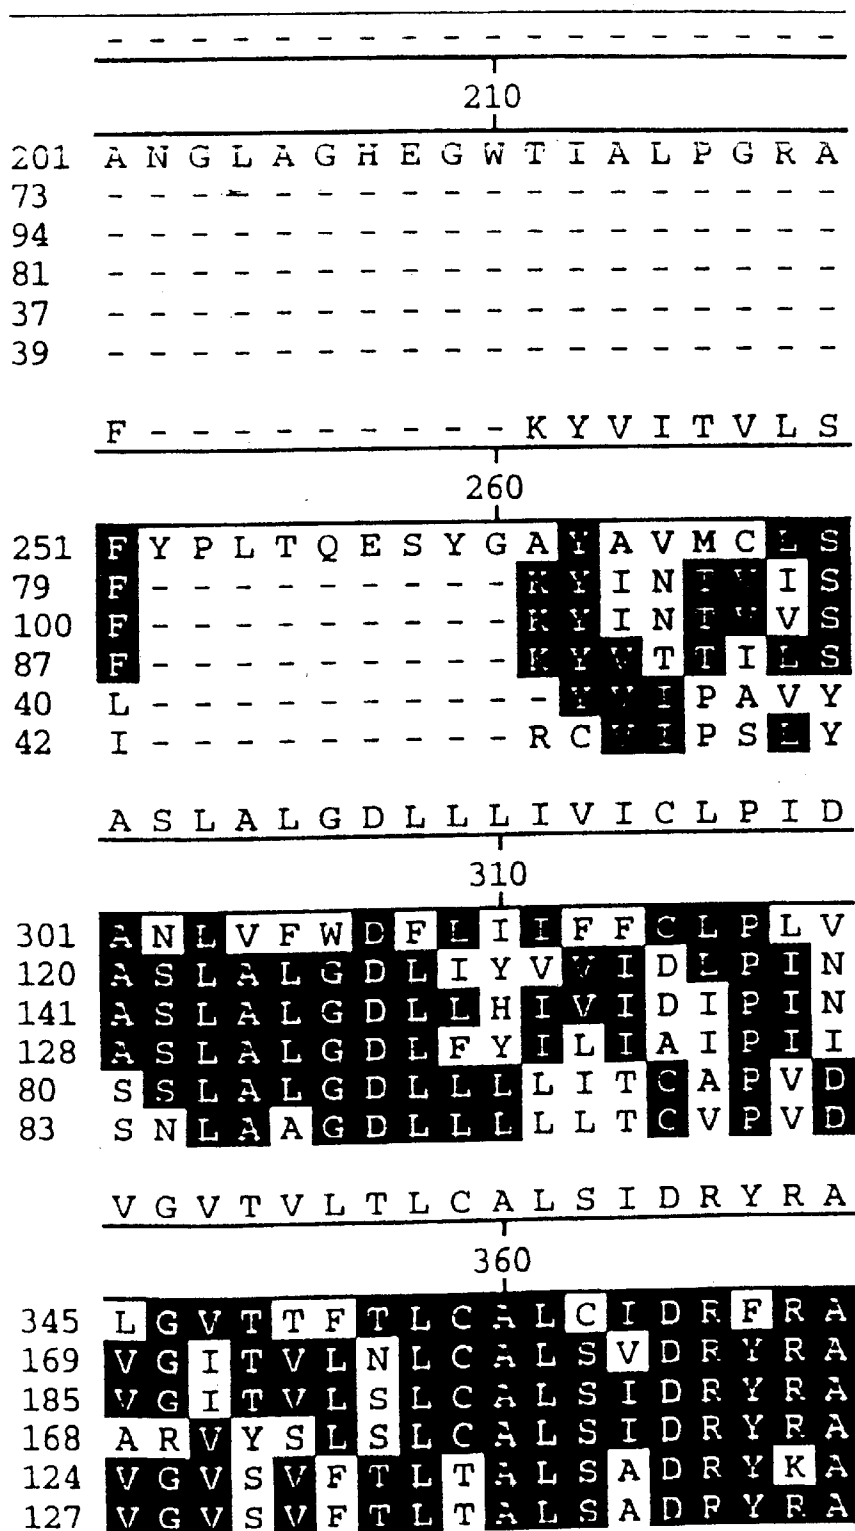 - - - - - - - - - - - - - - - - - -
210
201 A N G L A G H E G W T I A L P G R A
73 - - - - - - - - - - - - - - - - - -
94 - - - - - - - - - - - - - - - - - -
81 - - - - - - - - - - - - - - - - - -
37 - - - - - - - - - - - - - - - - - -
39 - - - - - - - - - - - - - - - - - -
F - - - - - - - - - K Y V I T V L S
260
251 F Y P L T Q E S Y G A Y A V M C L S
79 F - - - - - - - - - K Y I N T V I S
100 F - - - - - - - - - K Y I N T V V S
87 F - - - - - - - - - K Y V T T I L S
40 L - - - - - - - - - - Y V I P A V Y
42 I - - - - - - - - - R C V I P S L Y
A S L A L G D L L L I V I C L P I D
310
301 A N L V F W D F L I I F F C L P L V
120 A S L A L G D L I Y V V I D L P I N
141 A S L A L G D L L H I V I D I P I N
128 A S L A L G D L F Y I L I A I P I I
80 S S L A L G D L L L L I T C A P V D
83 S N L A A G D L L L L L T C V P V D
V G V T V L T L C A L S I D R Y R A
360
345 L G V T T F T L C A L C I D R F R A
169 V G I T V L N L C A L S V D R Y R A
185 V G I T V L S L C A L S I D R Y R A
168 A R V Y S L S L C A L S I D R Y R A
124 V G V S V F T L T A L S A D R Y K A
127 V G V S V F T L T A L S A D R Y R A